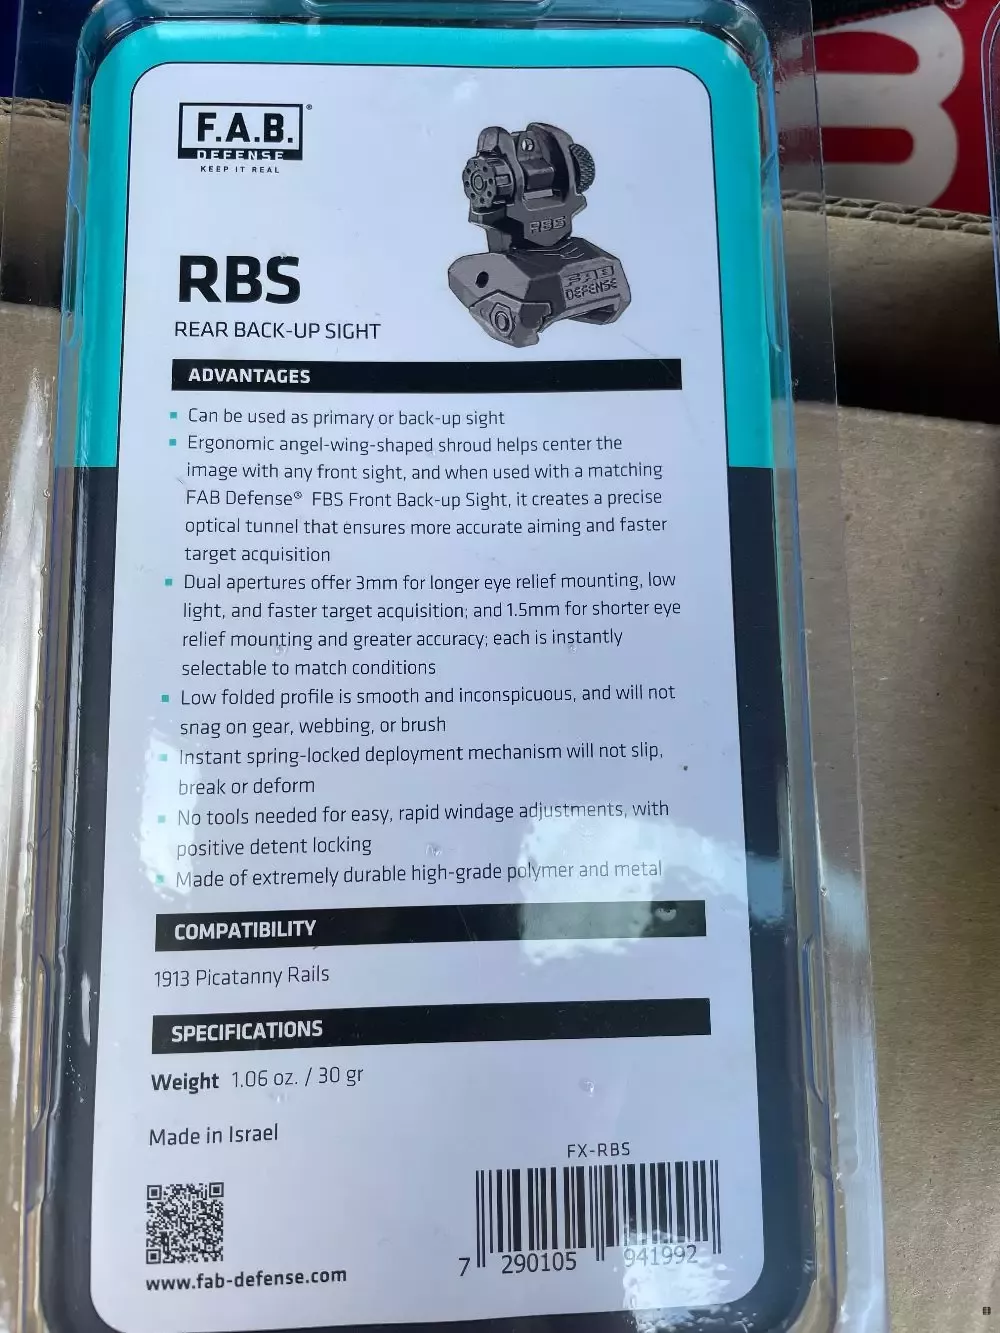 F.A.B.®
DEFENSE
KEEP IT REAL
RBS
FAB
DEFENSE
RBS
REAR BACK-UP SIGHT
ADVANTAGES
▪ Can be used as primary or back-up sight
▪ Ergonomic angel-wing-shaped shroud helps center the
image with any front sight, and when used with a matching
FAB Defense® FBS Front Back-up Sight, it creates a precise
optical tunnel that ensures more accurate aiming and faster
target acquisition
▪ Dual apertures offer 3mm for longer eye relief mounting, low
light, and faster target acquisition; and 1.5mm for shorter eye
relief mounting and greater accuracy; each is instantly
selectable to match conditions
▪ Low folded profile is smooth and inconspicuous, and will not
snag on gear, webbing, or brush
▪ Instant spring-locked deployment mechanism will not slip,
break or deform
▪ No tools needed for easy, rapid windage adjustments, with
positive detent locking
▪ Made of extremely durable high-grade polymer and metal
COMPATIBILITY
1913 Picatanny Rails
SPECIFICATIONS
Weight 1.06 oz. / 30 gr
Made in Israel
FX-RBS
7 290105 941992
www.fab-defense.com